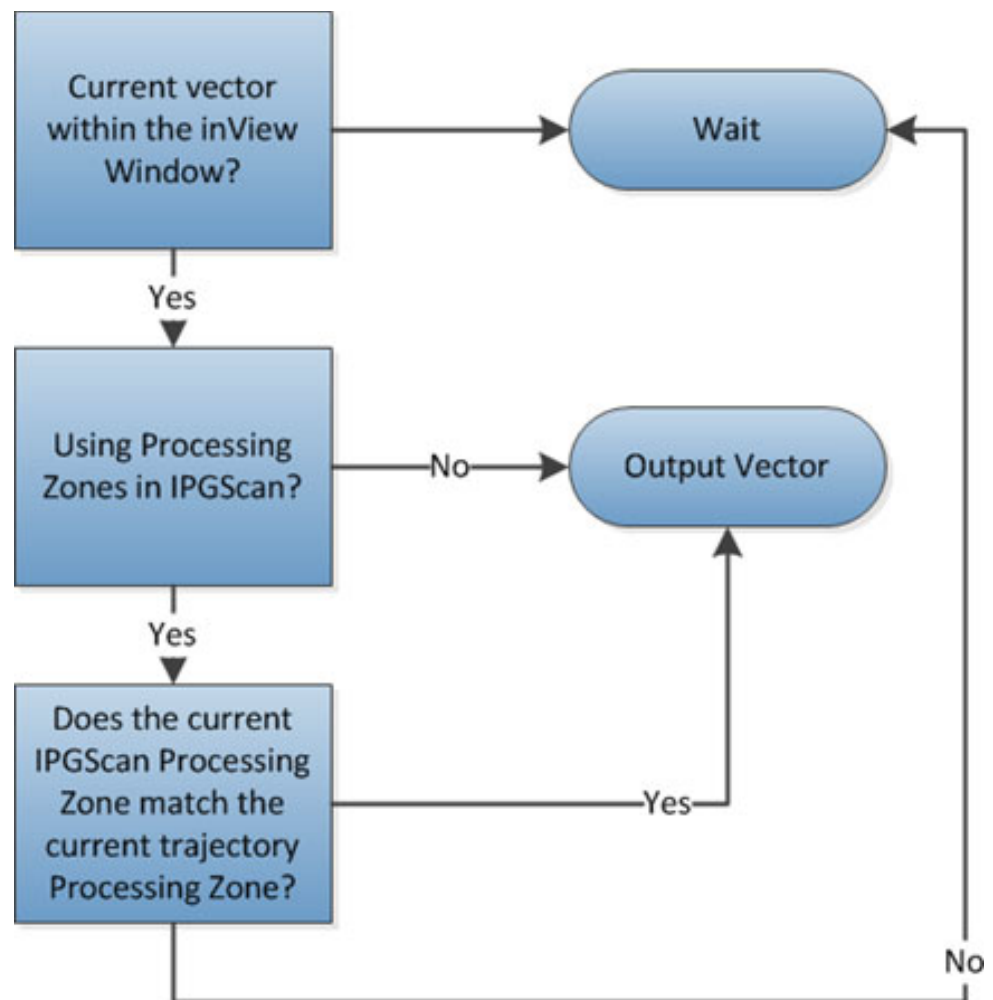 Current vector
within the inView
Window?
Wait
Yes
Using Processing
Zones in IPGScan?
No
Output Vector
Yes
Does the current
IPGScan Processing
Zone match the
current trajectory
Processing Zone?
Yes
No